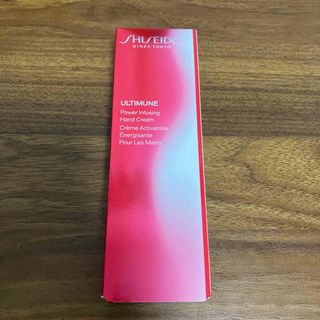 SHISEIDO
GINZA TOKYO
ULTIMUNE
Power Infusing
Hand Cream
Crème Activatrice
Énergisante
Pour Les Mains